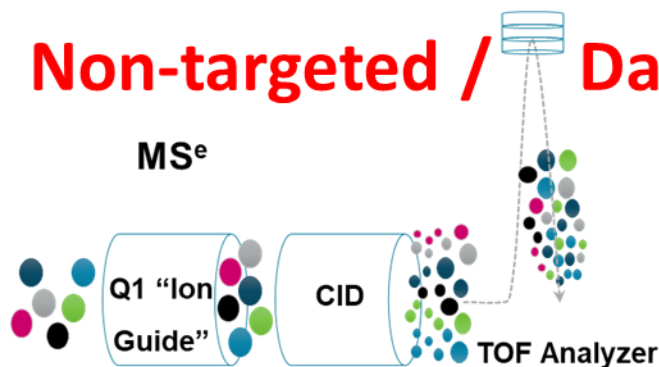 Non-targeted / Da
MSᵉ
Q1 “Ion
Guide”
CID
TOF Analyzer